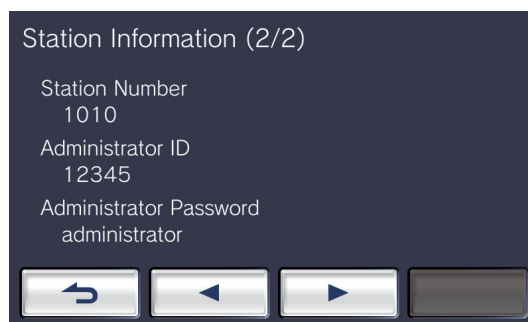 Station Information (2/2)
Station Number
1010
Administrator ID
12345
Administrator Password
administrator